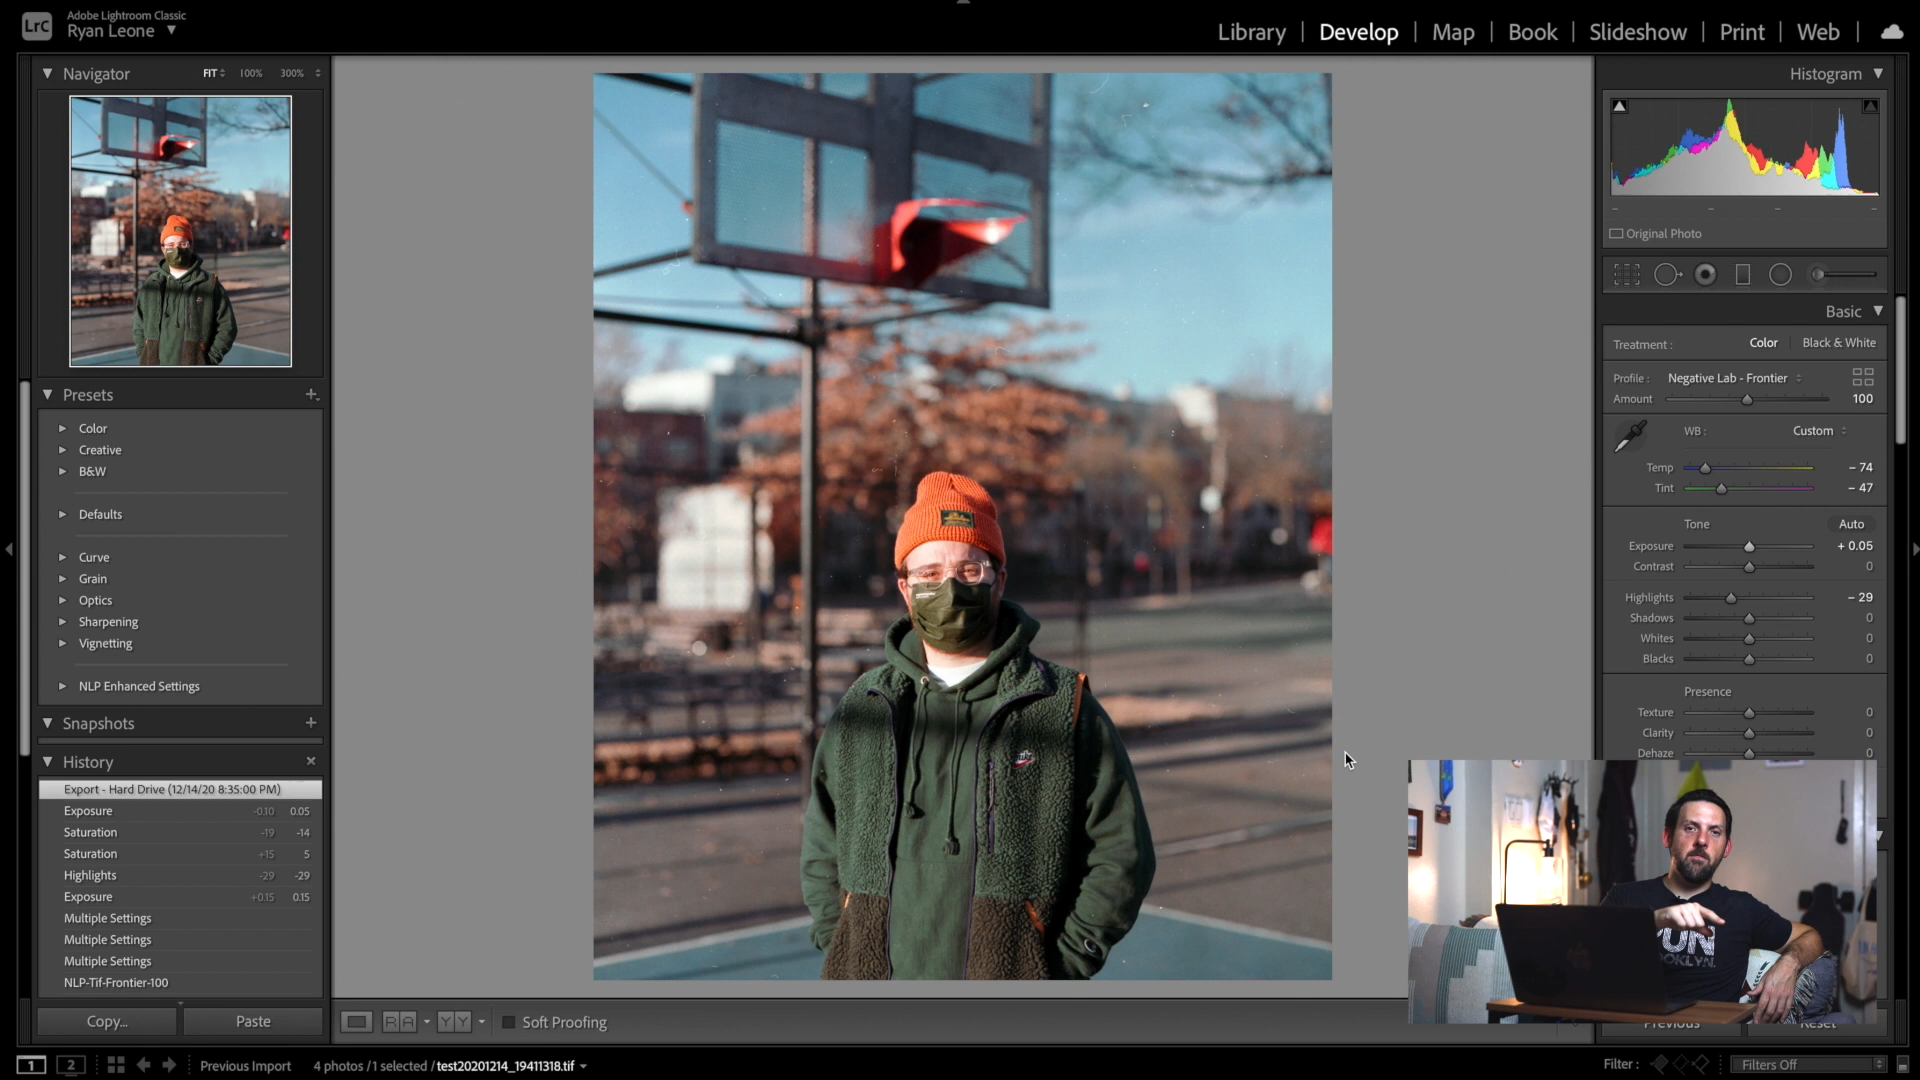 LrC
Adobe Lightroom Classic
Ryan Leone
Library | Develop | Map | Book | Slideshow | Print | Web |
Navigator FIT 100% 300%
Presets +
Color
Creative
B&W
Defaults
Curve
Grain
Optics
Sharpening
Vignetting
NLP Enhanced Settings
Snapshots +
History ×
Export - Hard Drive (12/14/20 8:35:00 PM)
Exposure -0.10 0.05
Saturation -19 -14
Saturation +15 5
Highlights -29 -29
Exposure +0.15 0.15
Multiple Settings
Multiple Settings
Multiple Settings
NLP-Tif-Frontier-100
Copy... Paste
Histogram
Original Photo
Basic
Treatment : Color Black & White
Profile : Negative Lab - Frontier
Amount 100
WB : Custom
Temp – 74
Tint – 47
Tone Auto
Exposure + 0.05
Contrast 0
Highlights – 29
Shadows 0
Whites 0
Blacks 0
Presence
Texture 0
Clarity 0
Dehaze
Previous Reset
R A Y Y Soft Proofing
1 2 Previous Import 4 photos / 1 selected / test20201214_19411318.tif
Filter : Filters Off